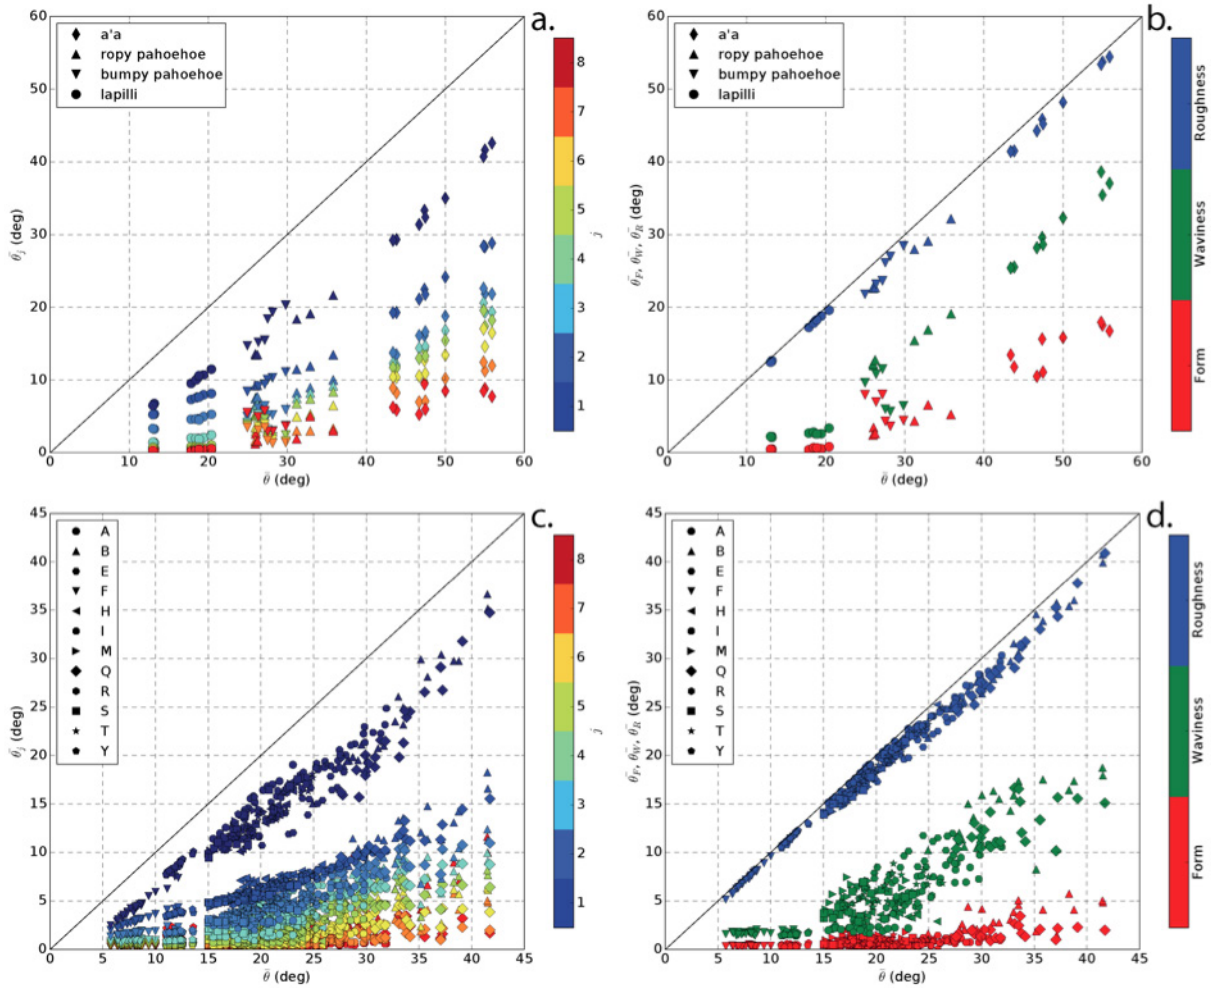 a.
60
50
40
30
20
10
0
0 10 20 30 40 50 60
θ̄j (deg)
θ̄ (deg)
a'a
ropy pahoehoe
bumpy pahoehoe
lapilli
8
7
6
5
4
3
2
1
j
b.
60
50
40
30
20
10
0
0 10 20 30 40 50 60
θ̄F, θ̄W, θ̄R (deg)
θ̄ (deg)
a'a
ropy pahoehoe
bumpy pahoehoe
lapilli
Roughness
Waviness
Form
c.
45
40
35
30
25
20
15
10
5
0
0 5 10 15 20 25 30 35 40 45
θ̄j (deg)
θ̄ (deg)
A
B
E
F
H
I
M
Q
R
S
T
Y
8
7
6
5
4
3
2
1
j
d.
45
40
35
30
25
20
15
10
5
0
0 5 10 15 20 25 30 35 40 45
θ̄F, θ̄W, θ̄R (deg)
θ̄ (deg)
A
B
E
F
H
I
M
Q
R
S
T
Y
Roughness
Waviness
Form